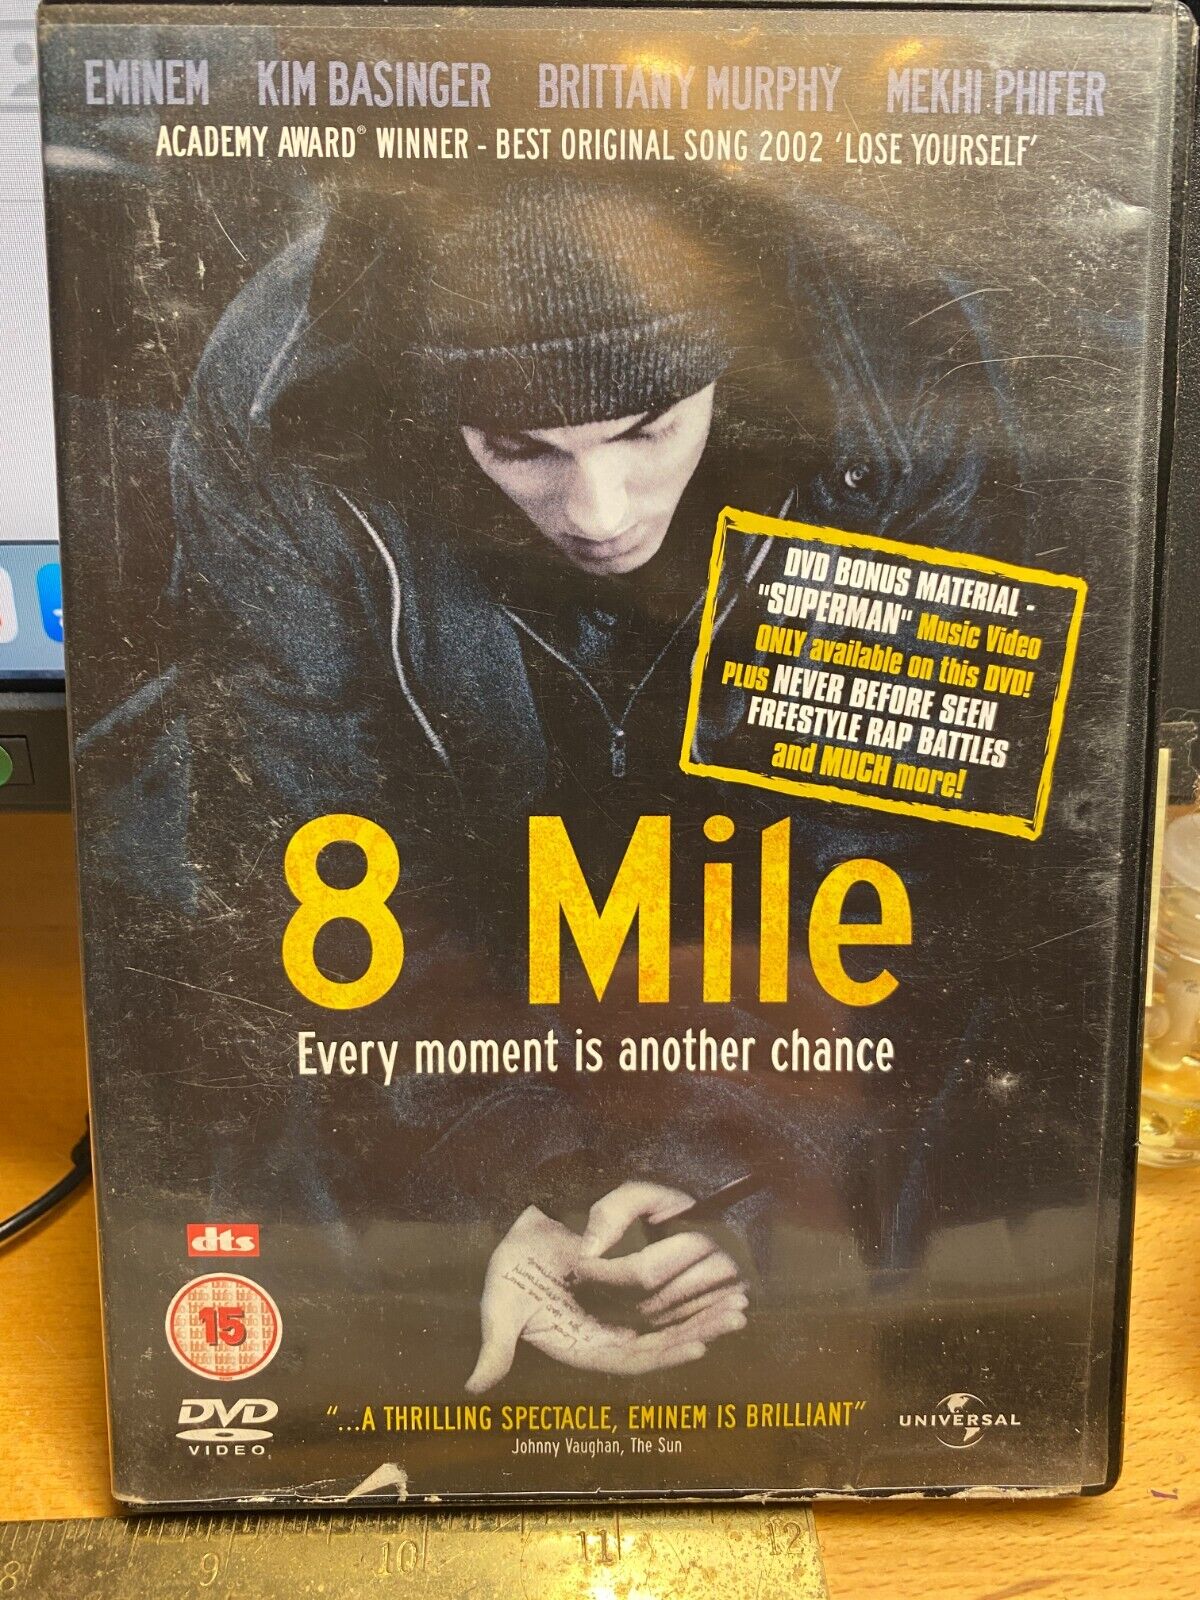 EMINEM KIM BASINGER BRITTANY MURPHY MEKHI PHIFER
ACADEMY AWARD® WINNER - BEST ORIGINAL SONG 2002 'LOSE YOURSELF'
DVD BONUS MATERIAL -
"SUPERMAN" Music Video
ONLY available on this DVD!
PLUS NEVER BEFORE SEEN
FREESTYLE RAP BATTLES
and MUCH more!
8 Mile
Every moment is another chance
dts
15
DVD
VIDEO
"...A THRILLING SPECTACLE, EMINEM IS BRILLIANT"
Johnny Vaughan, The Sun
UNIVERSAL
8 9 10 11 12